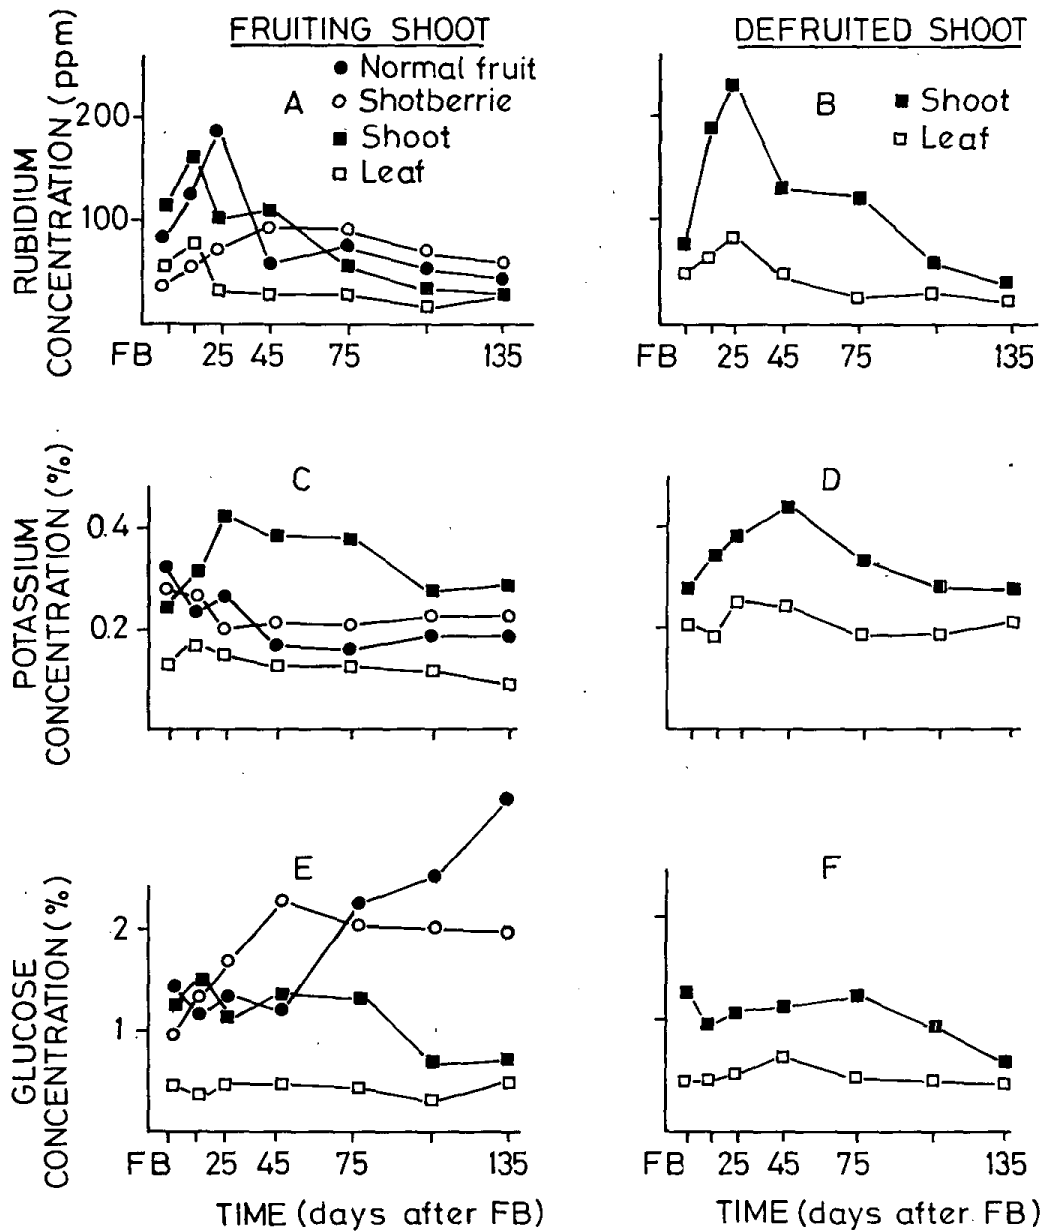 FRUITING SHOOT
DEFRUITED SHOOT
RUBIDIUM
CONCENTRATION (ppm)
200
100
A
Normal fruit
Shotberrie
Shoot
Leaf
FB 25 45 75 135
B
Shoot
Leaf
FB 25 45 75 135
POTASSIUM
CONCENTRATION (%)
0.4
02
C
D
GLUCOSE
CONCENTRATION (%)
2
1
E
FB 25 45 75 135
TIME (days after FB)
F
FB 25 45 75 135
TIME (days after FB)